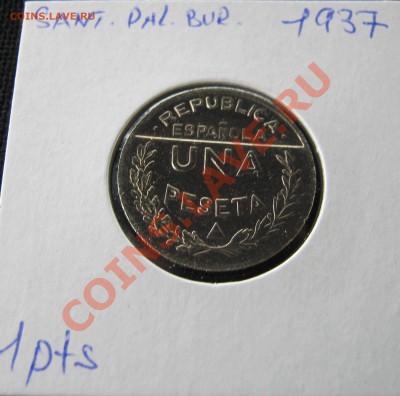 COINS.LAVE.RU
SANT. PAL. BUR. 1937
REPUBLICA
ESPAÑOLA
UNA
PESETA
COINS.LAVE.RU
1pts